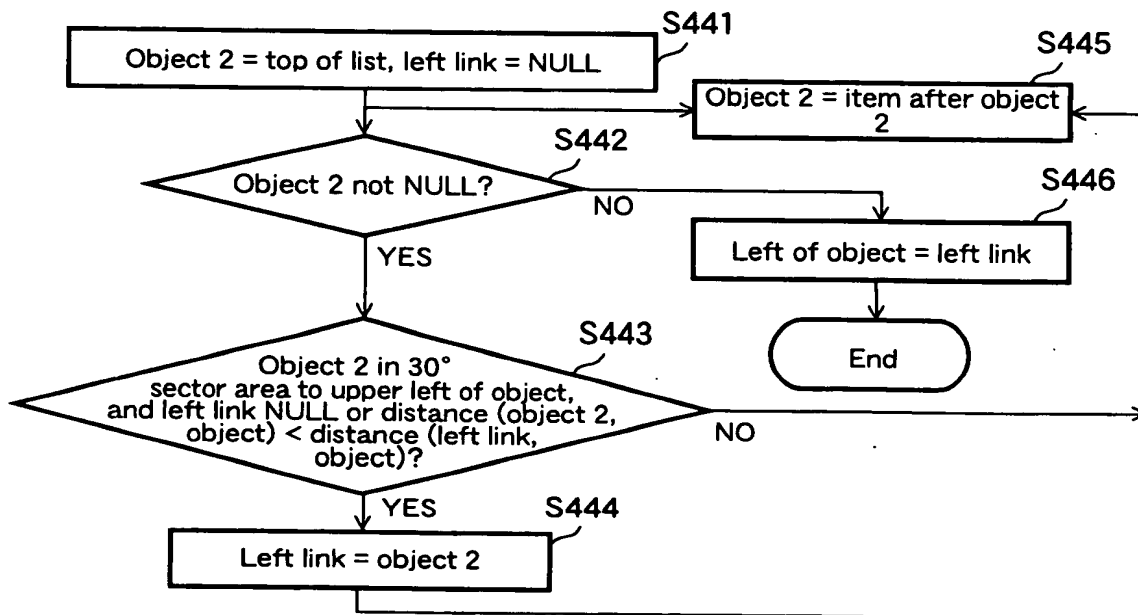 S441
Object 2 = top of list, left link = NULL
S445
Object 2 = item after object
2
S442
Object 2 not NULL?
NO
YES
S446
Left of object = left link
End
S443
Object 2 in 30°
sector area to upper left of object,
and left link NULL or distance (object 2,
object) < distance (left link,
object)?
NO
YES
S444
Left link = object 2